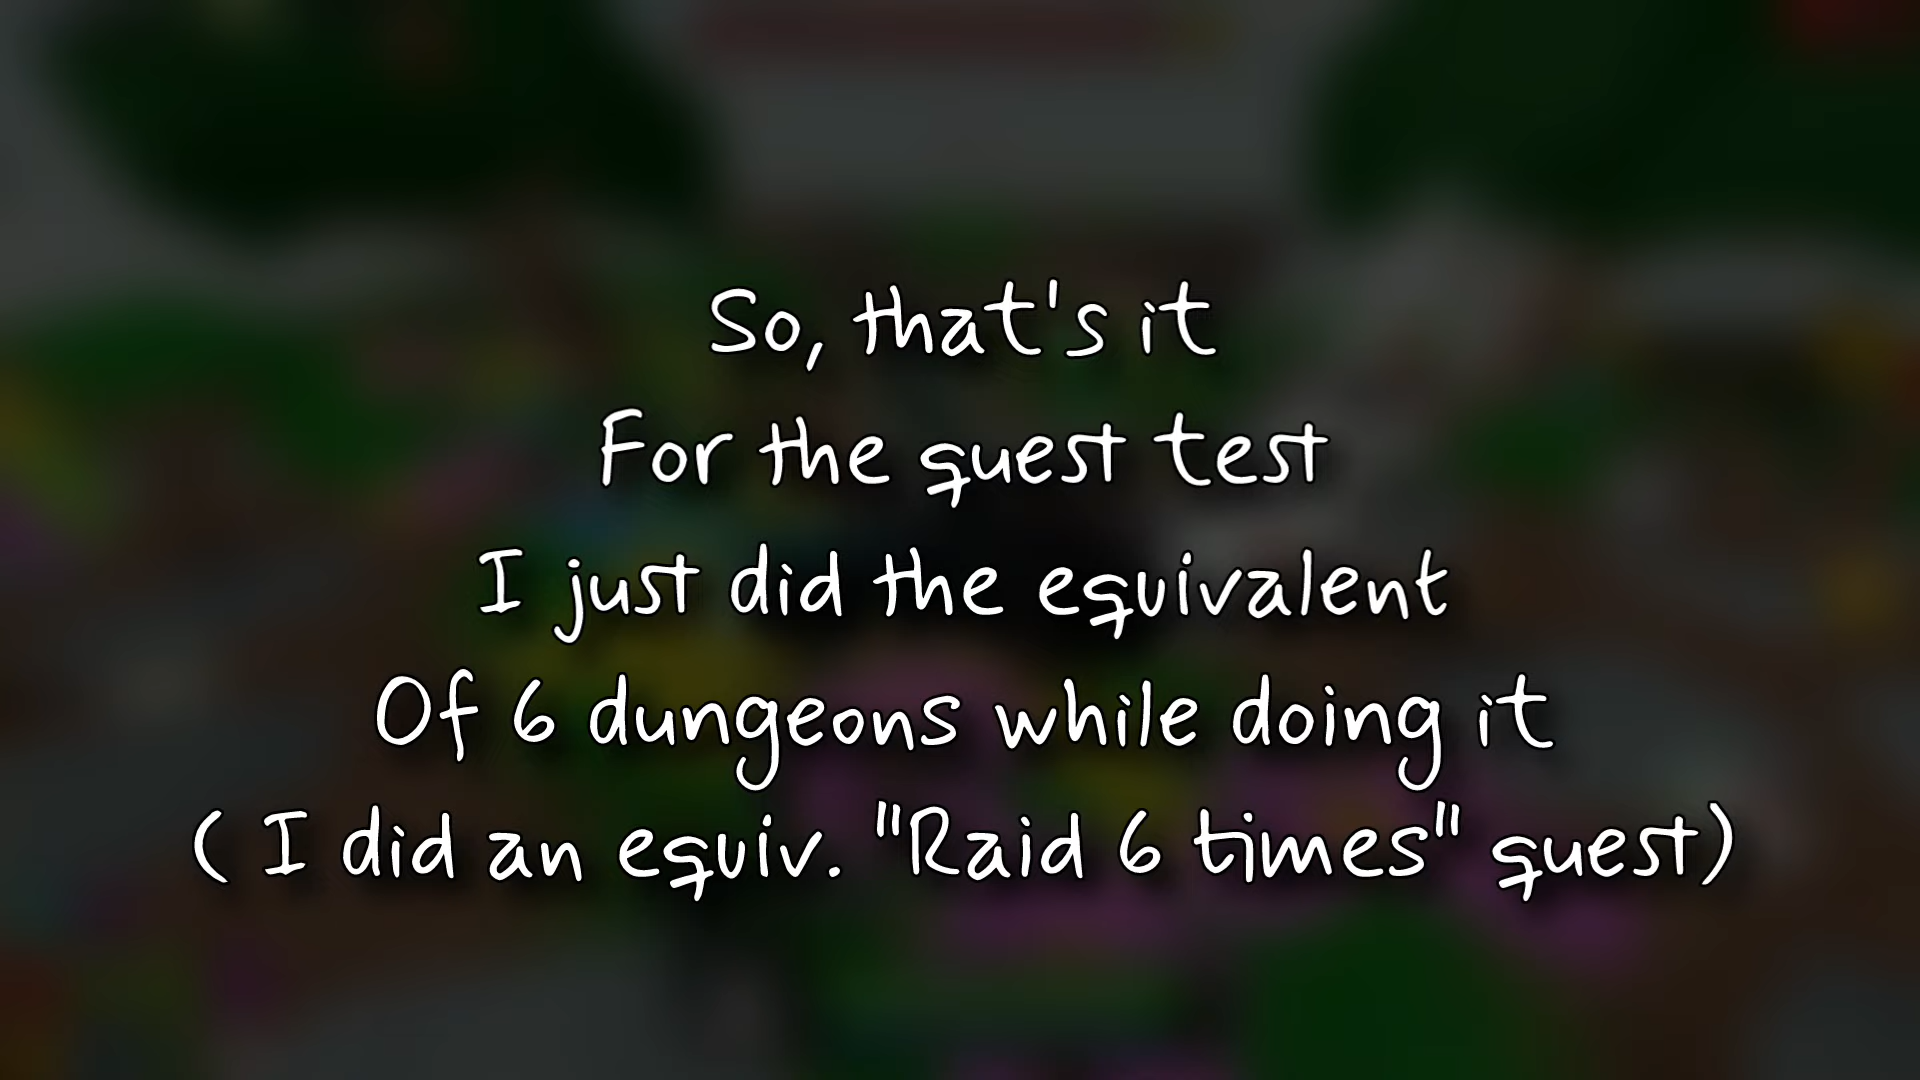 So, that's it
For the quest test
I just did the equivalent
Of 6 dungeons while doing it
( I did an equiv. "Raid 6 times" quest)